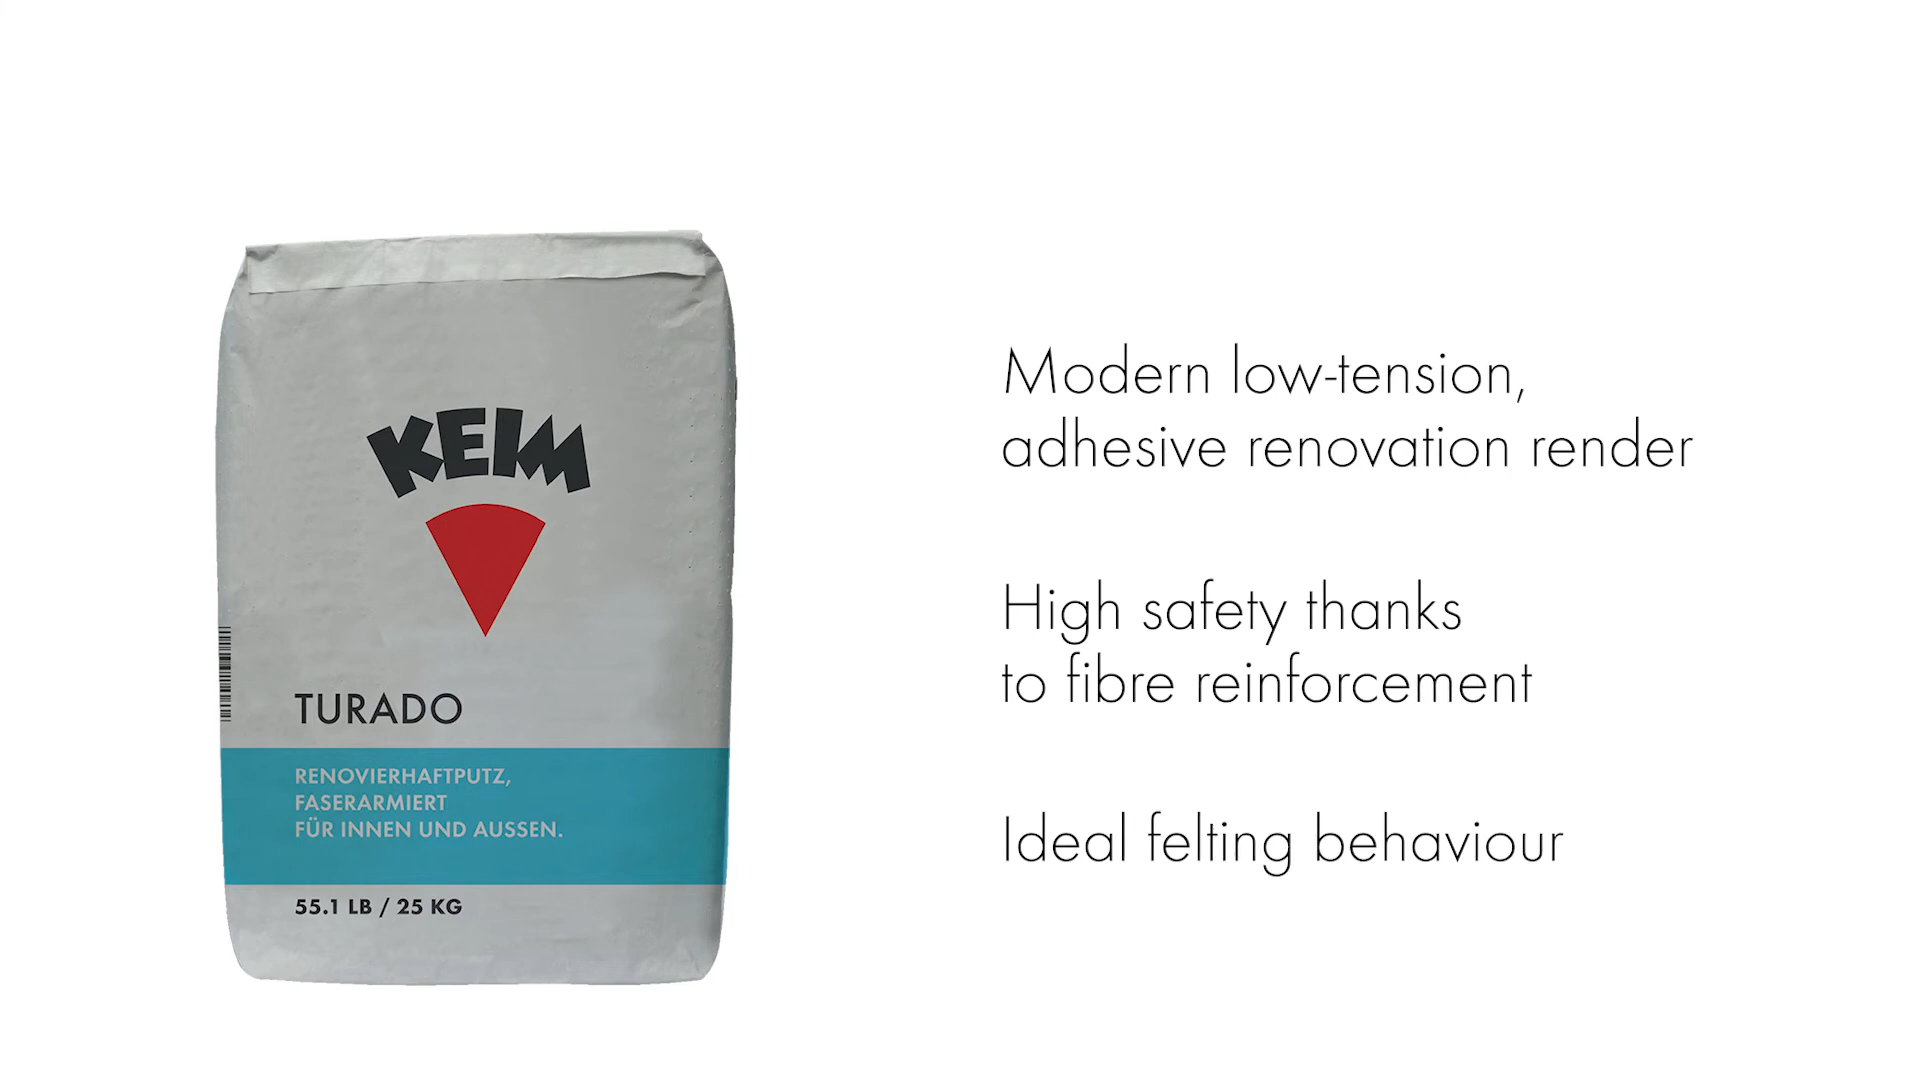 KEIM
TURADO
RENOVIERHAFTPUTZ,
FASERARMIERT
FÜR INNEN UND AUSSEN.
55.1 LB / 25 KG
Modern low-tension,
adhesive renovation render
High safety thanks
to fibre reinforcement
Ideal felting behaviour